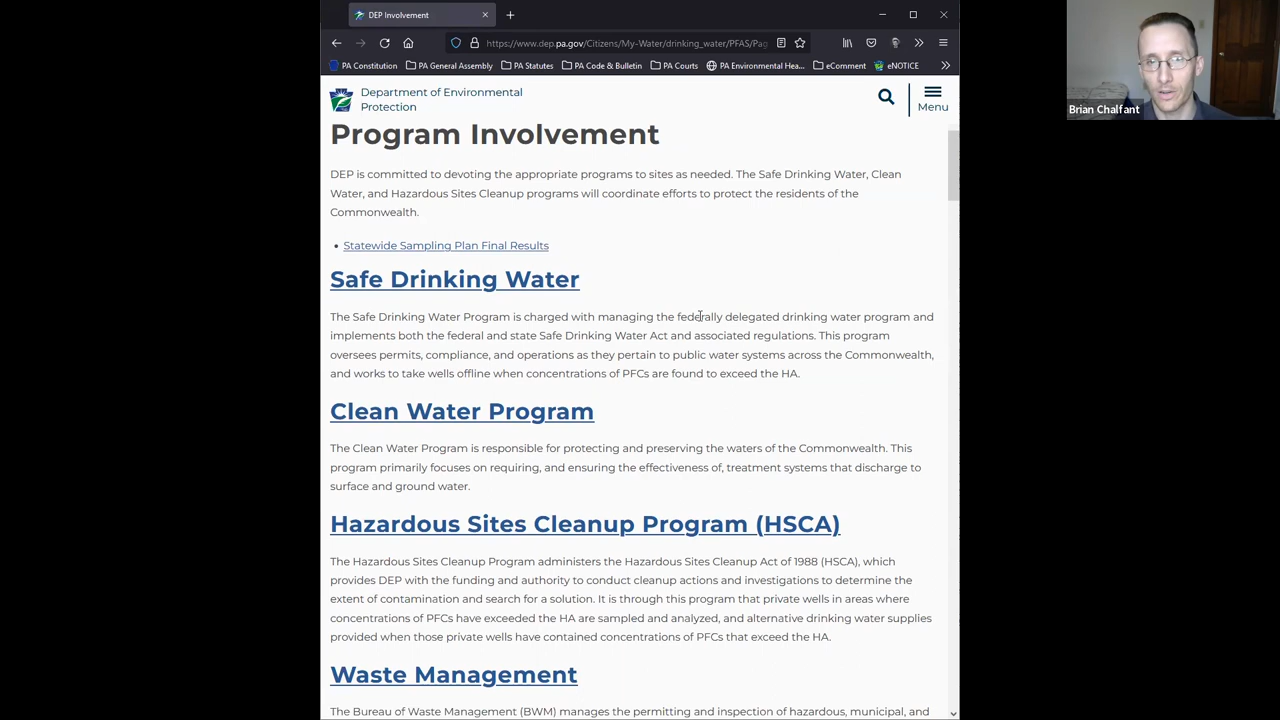 DEP Involvement
https://www.dep.pa.gov/Citizens/My-Water/drinking_water/PFAS/Pag
PA Constitution
PA General Assembly
PA Statutes
PA Code & Bulletin
PA Courts
PA Environmental Hea...
eComment
eNOTICE
Brian Chalfant
Department of Environmental
Protection
Menu
Program Involvement
DEP is committed to devoting the appropriate programs to sites as needed. The Safe Drinking Water, Clean
Water, and Hazardous Sites Cleanup programs will coordinate efforts to protect the residents of the
Commonwealth.
• Statewide Sampling Plan Final Results
Safe Drinking Water
The Safe Drinking Water Program is charged with managing the federally delegated drinking water program and
implements both the federal and state Safe Drinking Water Act and associated regulations. This program
oversees permits, compliance, and operations as they pertain to public water systems across the Commonwealth,
and works to take wells offline when concentrations of PFCs are found to exceed the HA.
Clean Water Program
The Clean Water Program is responsible for protecting and preserving the waters of the Commonwealth. This
program primarily focuses on requiring, and ensuring the effectiveness of, treatment systems that discharge to
surface and ground water.
Hazardous Sites Cleanup Program (HSCA)
The Hazardous Sites Cleanup Program administers the Hazardous Sites Cleanup Act of 1988 (HSCA), which
provides DEP with the funding and authority to conduct cleanup actions and investigations to determine the
extent of contamination and search for a solution. It is through this program that private wells in areas where
concentrations of PFCs have exceeded the HA are sampled and analyzed, and alternative drinking water supplies
provided when those private wells have contained concentrations of PFCs that exceed the HA.
Waste Management
The Bureau of Waste Management (BWM) manages the permitting and inspection of hazardous, municipal, and